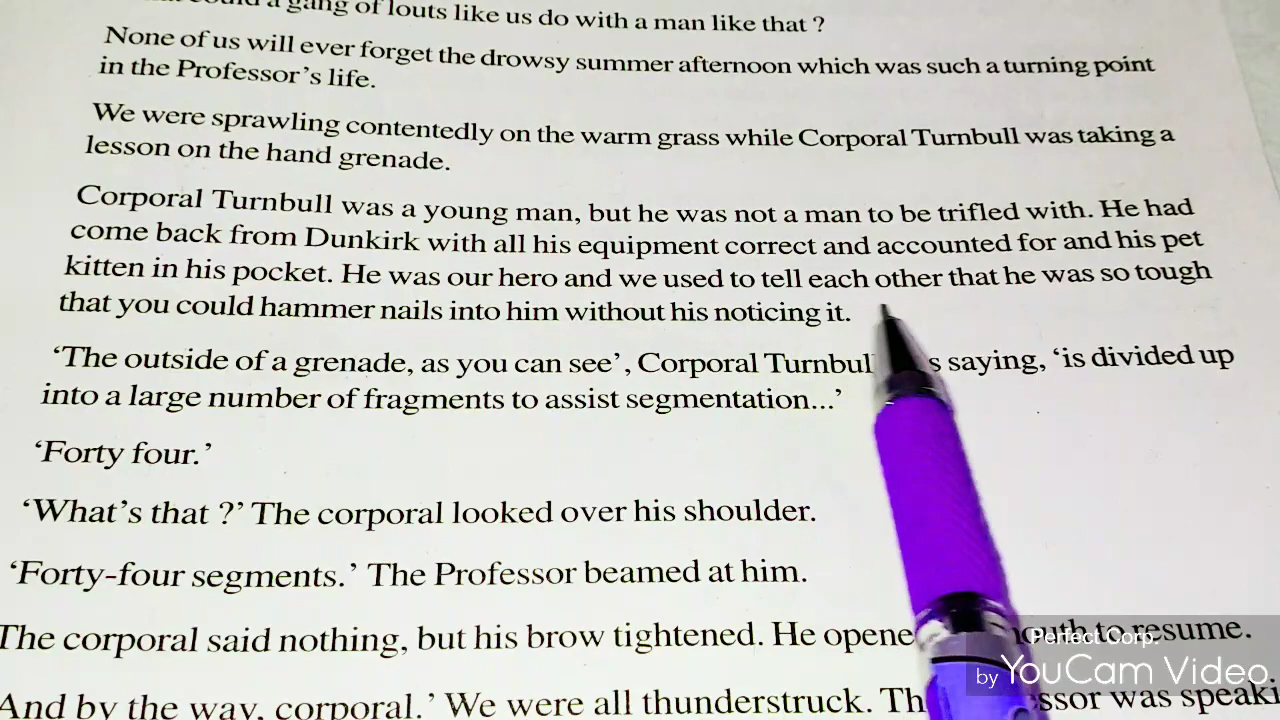 a gang of louts like us do with a man like that ?
None of us will ever forget the drowsy summer afternoon which was such a turning point
in the Professor's life.
We were sprawling contentedly on the warm grass while Corporal Turnbull was taking a
lesson on the hand grenade.
Corporal Turnbull was a young man, but he was not a man to be trifled with. He had
come back from Dunkirk with all his equipment correct and accounted for and his pet
kitten in his pocket. He was our hero and we used to tell each other that he was so tough
that you could hammer nails into him without his noticing it.
‘The outside of a grenade, as you can see’, Corporal Turnbull saying, ‘is divided up
into a large number of fragments to assist segmentation...’
‘Forty four.’
‘What's that ?’ The corporal looked over his shoulder.
‘Forty-four segments.’ The Professor beamed at him.
The corporal said nothing, but his brow tightened. He opene to resume.
And by the way, corporal.’ We were all thunderstruck. Th ssor was speaki
Perfect Corp.
by YouCam Video